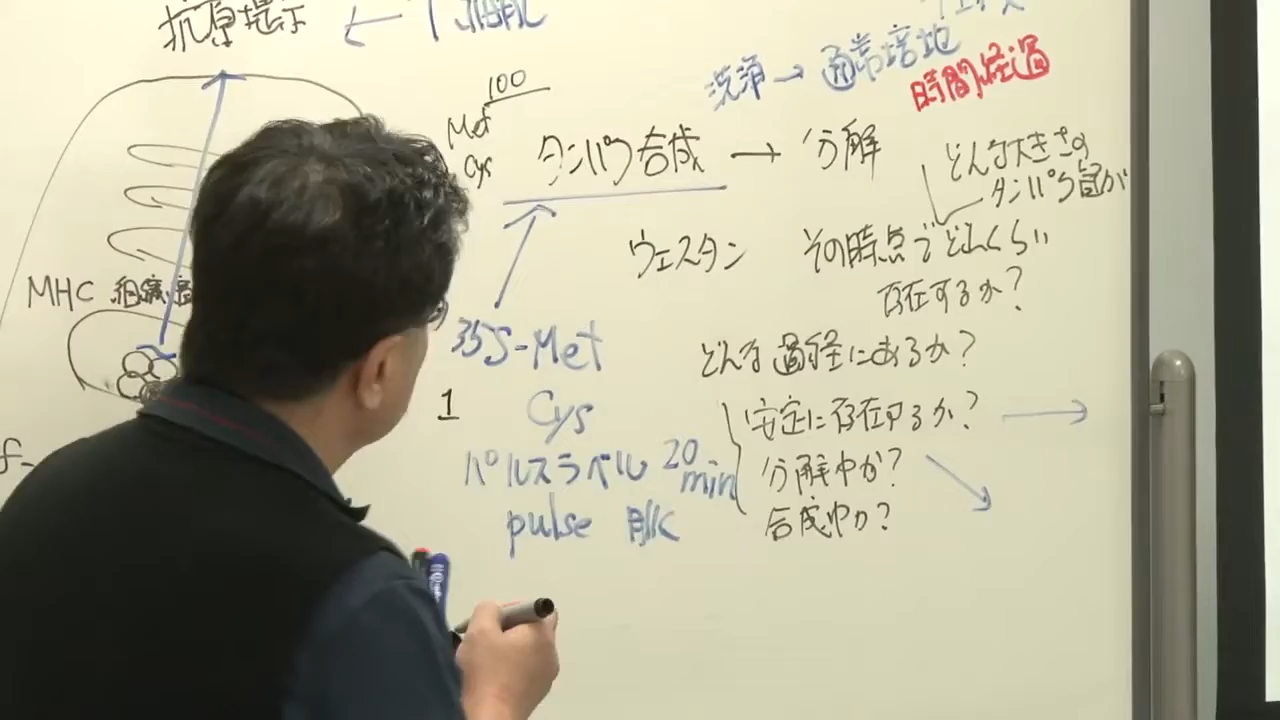 抗原提示
洗浄→通常培地
時間経過
100
Met
Cys
タンパク合成 → 分解
どんな大きさの
タンパク質が
ウェスタン
その時点でどれくらい
存在するか?
MHC 組織適
35S-Met
1 Cys
パルスラベル 20 min
pulse 脈
どんな過程にあるか?
安定に存在するか? →
分解中か?
合成中か?